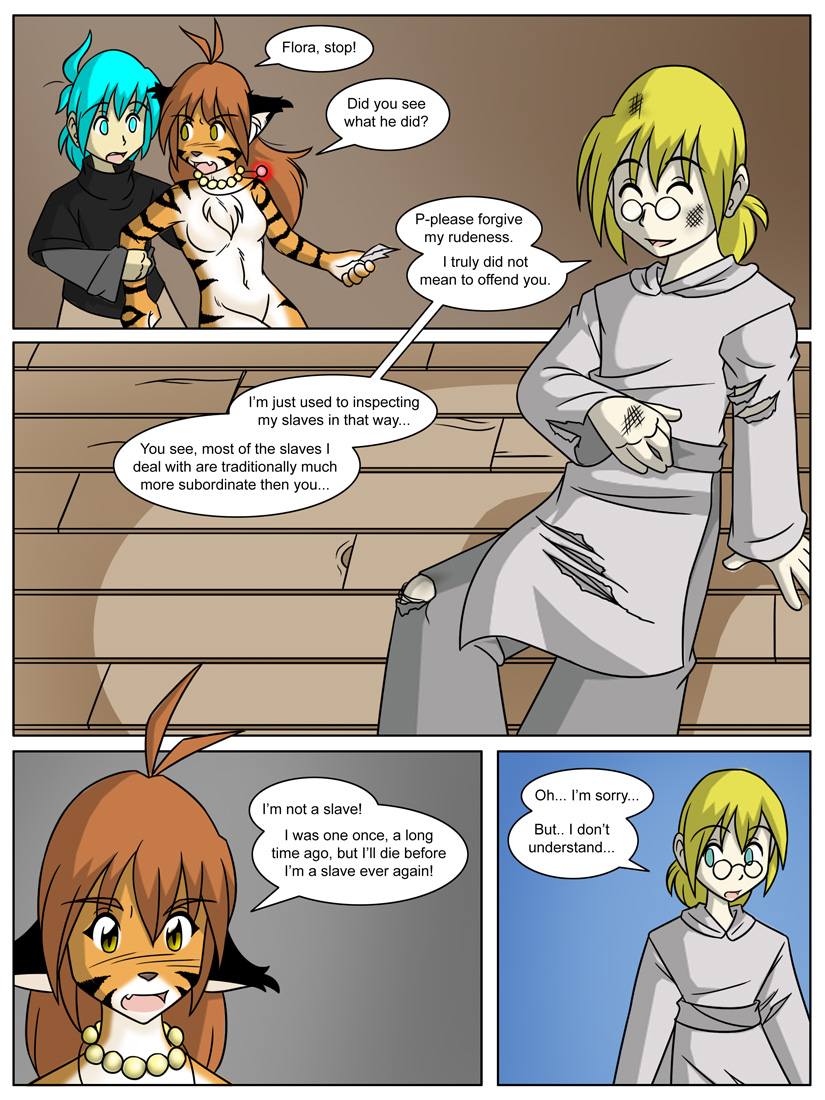 Flora, stop!
Did you see
what he did?
P-please forgive
my rudeness.
I truly did not
mean to offend you.
I'm just used to inspecting
my slaves in that way...
You see, most of the slaves I
deal with are traditionally much
more subordinate then you...
I'm not a slave!
I was one once, a long
time ago, but I'll die before
I'm a slave ever again!
Oh... I'm sorry...
But.. I don't
understand...